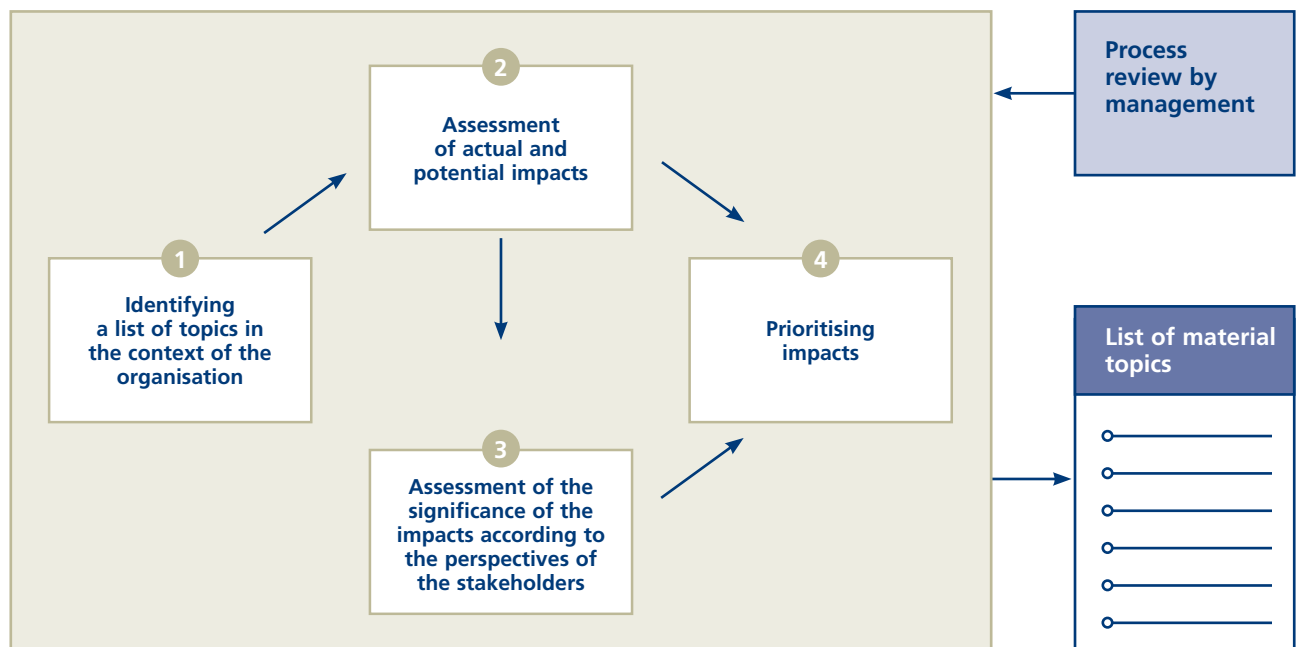 1
Identifying
a list of topics in
the context of the
organisation
2
Assessment
of actual and
potential impacts
3
Assessment of the
significance of the
impacts according to
the perspectives of
the stakeholders
4
Prioritising
impacts
Process
review by
management
List of material
topics